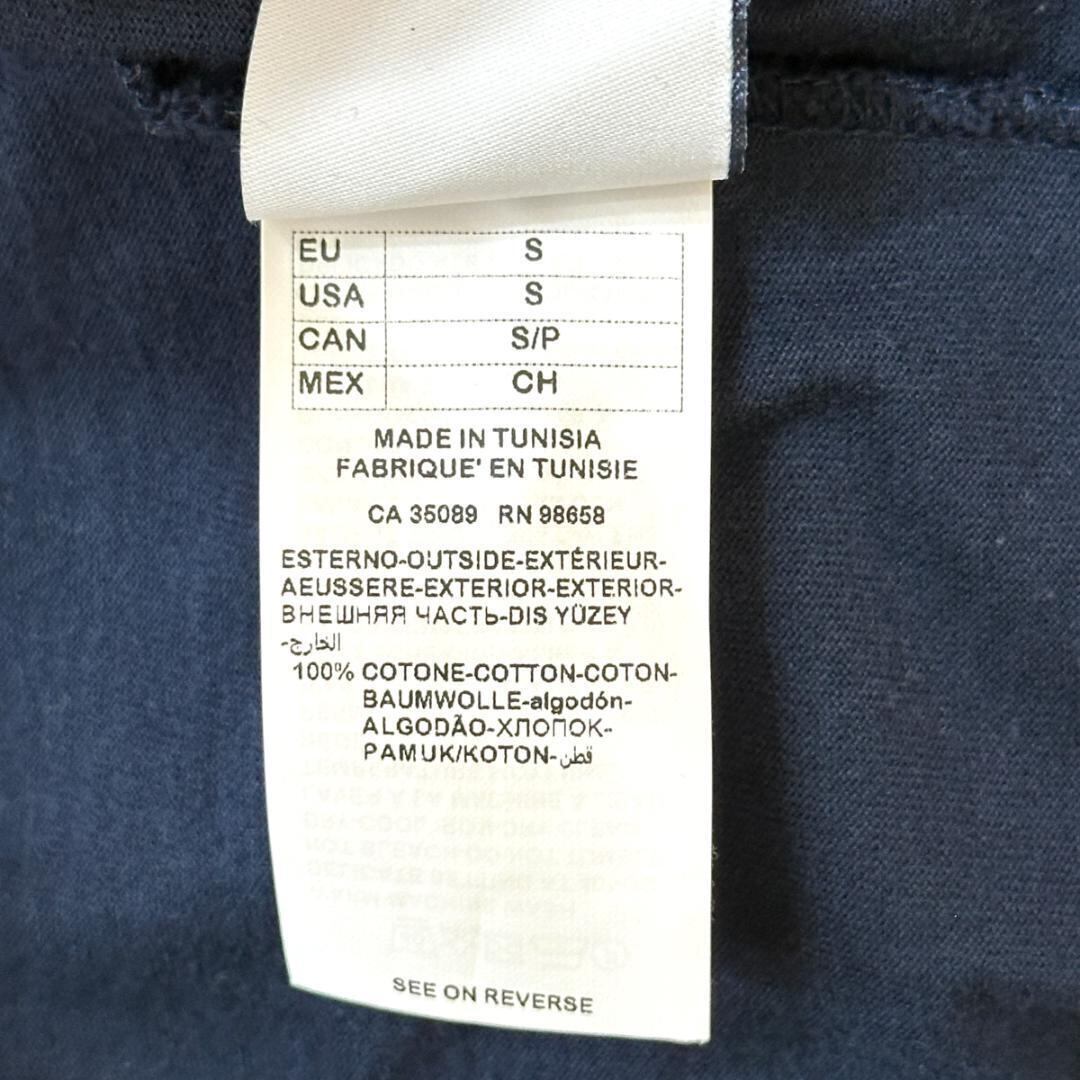 EU S
USA S
CAN S/P
MEX CH
MADE IN TUNISIA
FABRIQUE' EN TUNISIE
CA 35089 RN 98658
ESTERNO-OUTSIDE-EXTÉRIEUR-
AEUSSERE-EXTERIOR-EXTERIOR-
ВНЕШНЯЯ ЧАСТЬ-DIS YÜZEY
الخارج-
100% COTONE-COTTON-COTON-
BAUMWOLLE-algodón-
ALGODÃO-ХЛОПОК-
PAMUK/KOTON-قطن
SEE ON REVERSE